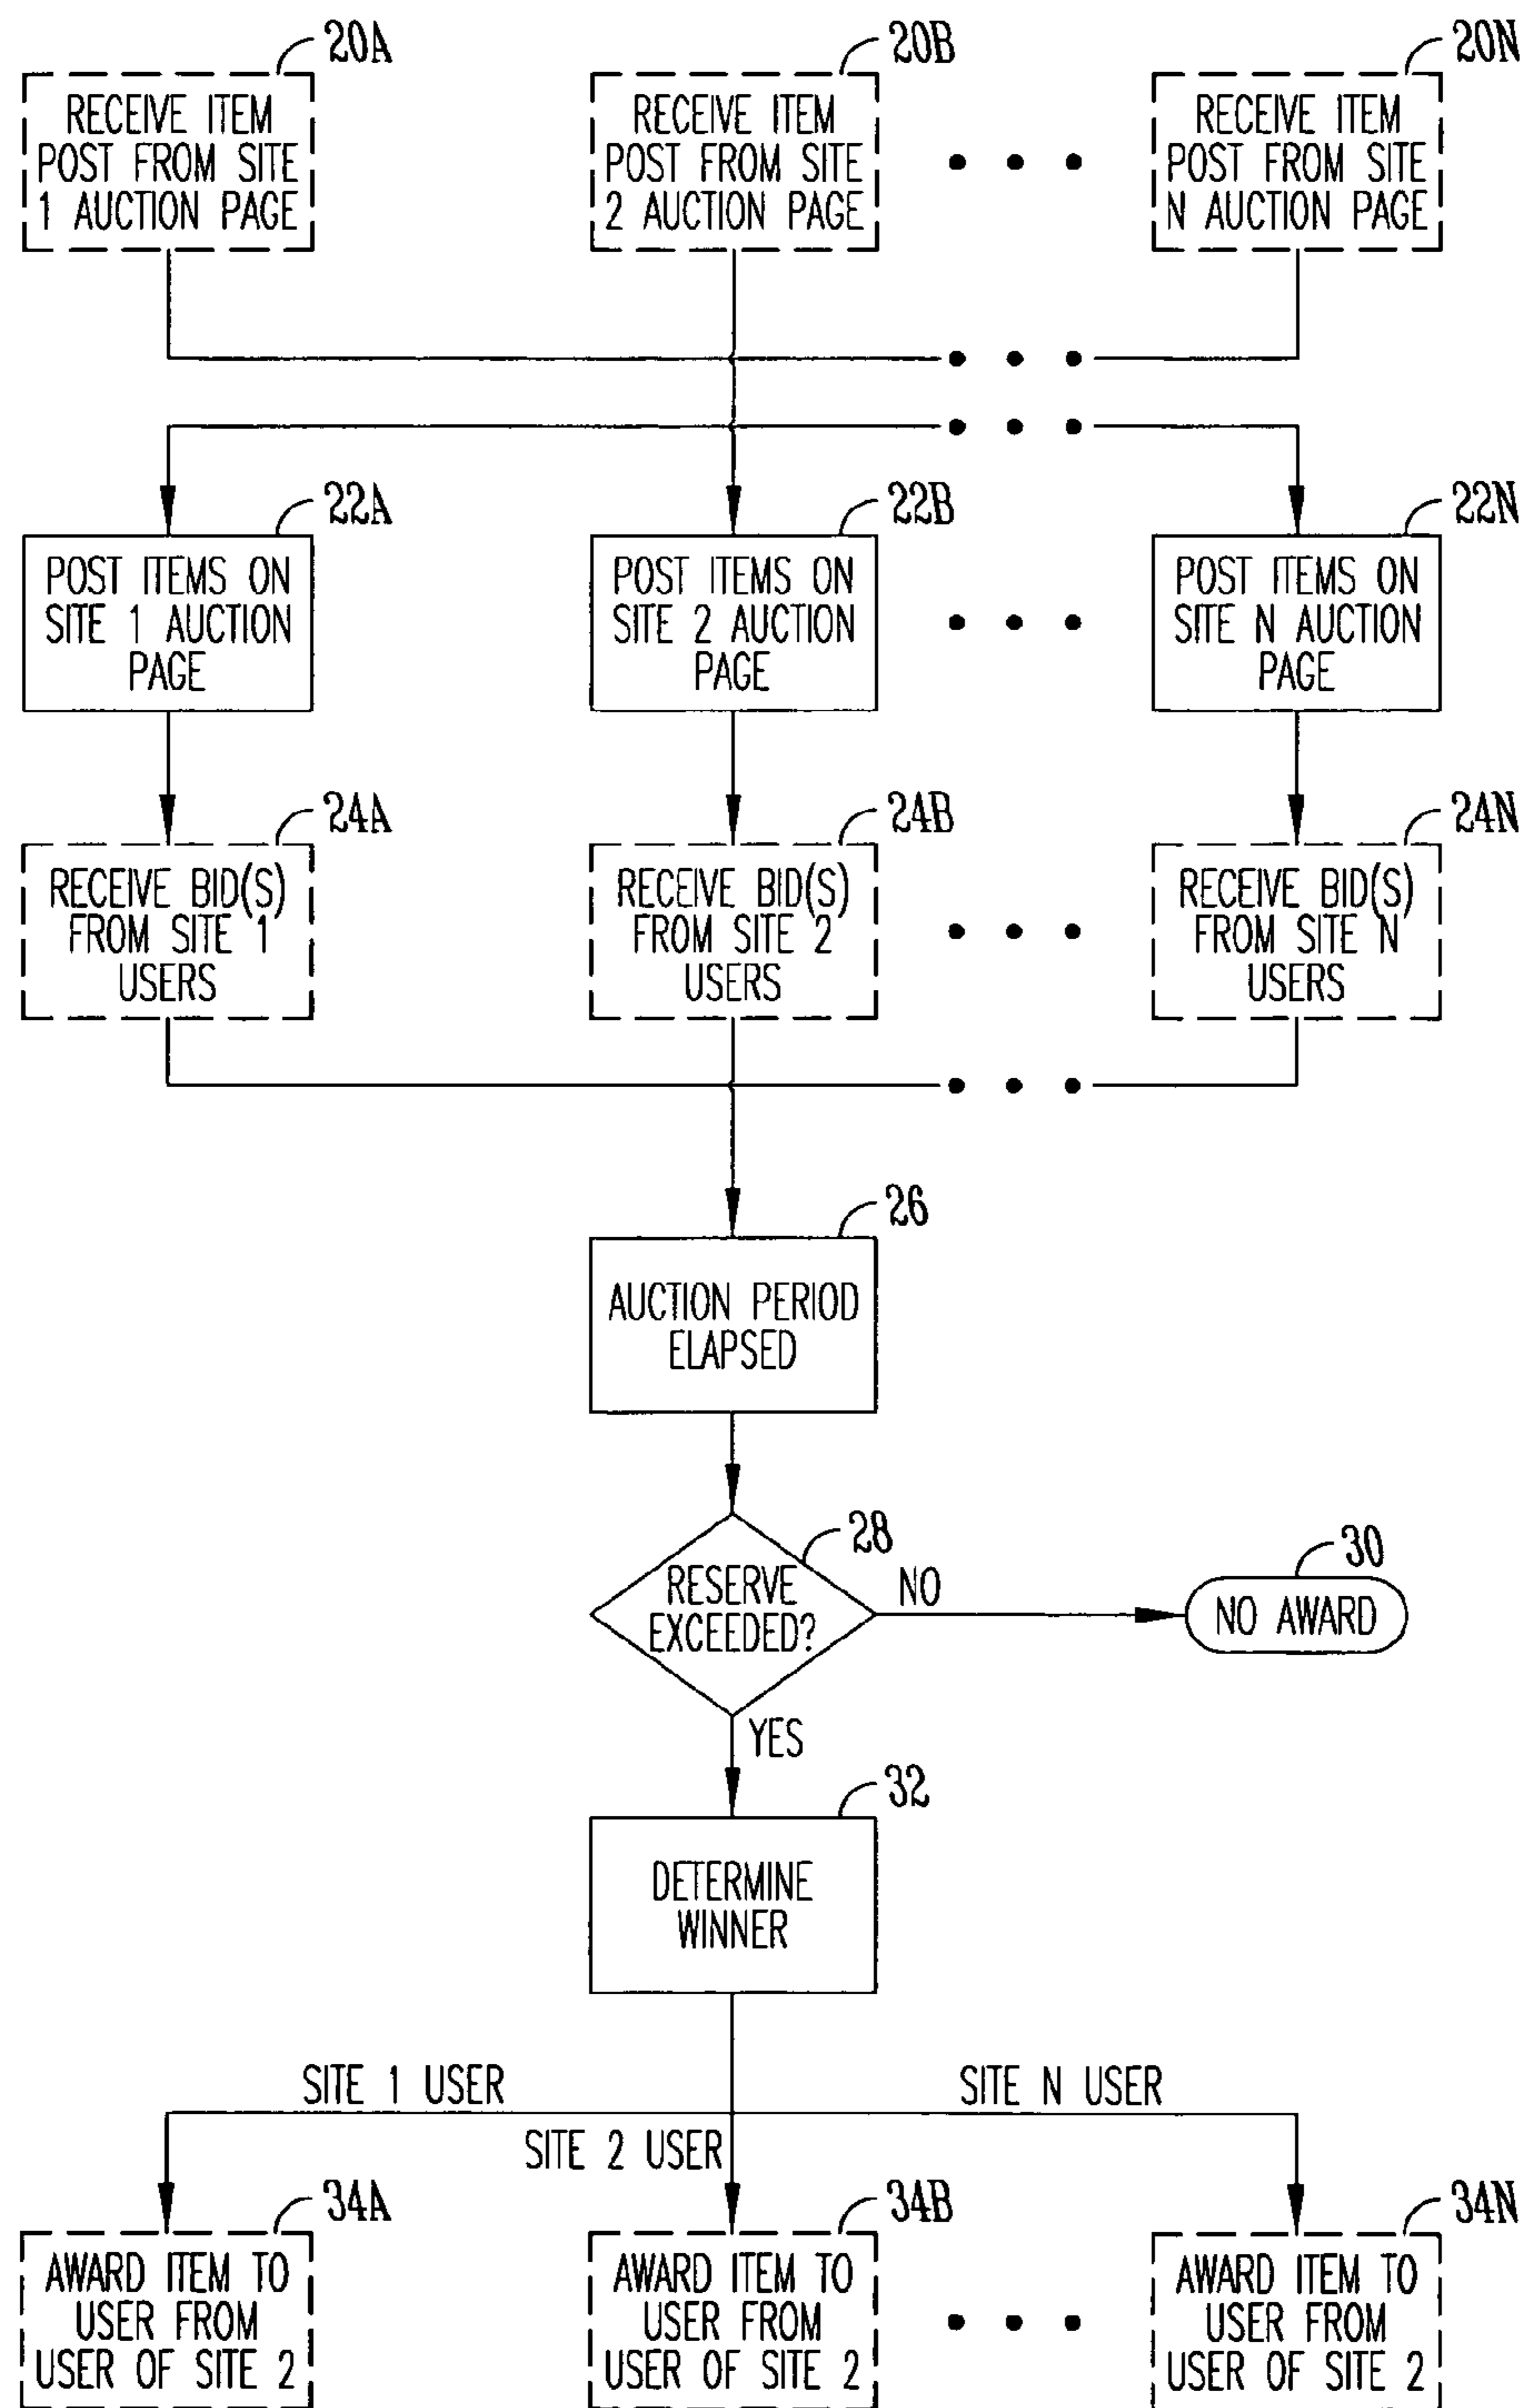 20A
RECEIVE ITEM
POST FROM SITE
1 AUCTION PAGE
20B
RECEIVE ITEM
POST FROM SITE
2 AUCTION PAGE
20N
RECEIVE ITEM
POST FROM SITE
N AUCTION PAGE
22A
POST ITEMS ON
SITE 1 AUCTION
PAGE
22B
POST ITEMS ON
SITE 2 AUCTION
PAGE
22N
POST ITEMS ON
SITE N AUCTION
PAGE
24A
RECEIVE BID(S)
FROM SITE 1
USERS
24B
RECEIVE BID(S)
FROM SITE 2
USERS
24N
RECEIVE BID(S)
FROM SITE N
USERS
26
AUCTION PERIOD
ELAPSED
28
RESERVE
EXCEEDED?
NO
30
NO AWARD
YES
32
DETERMINE
WINNER
SITE 1 USER
SITE 2 USER
SITE N USER
34A
AWARD ITEM TO
USER FROM
USER OF SITE 2
34B
AWARD ITEM TO
USER FROM
USER OF SITE 2
34N
AWARD ITEM TO
USER FROM
USER OF SITE 2